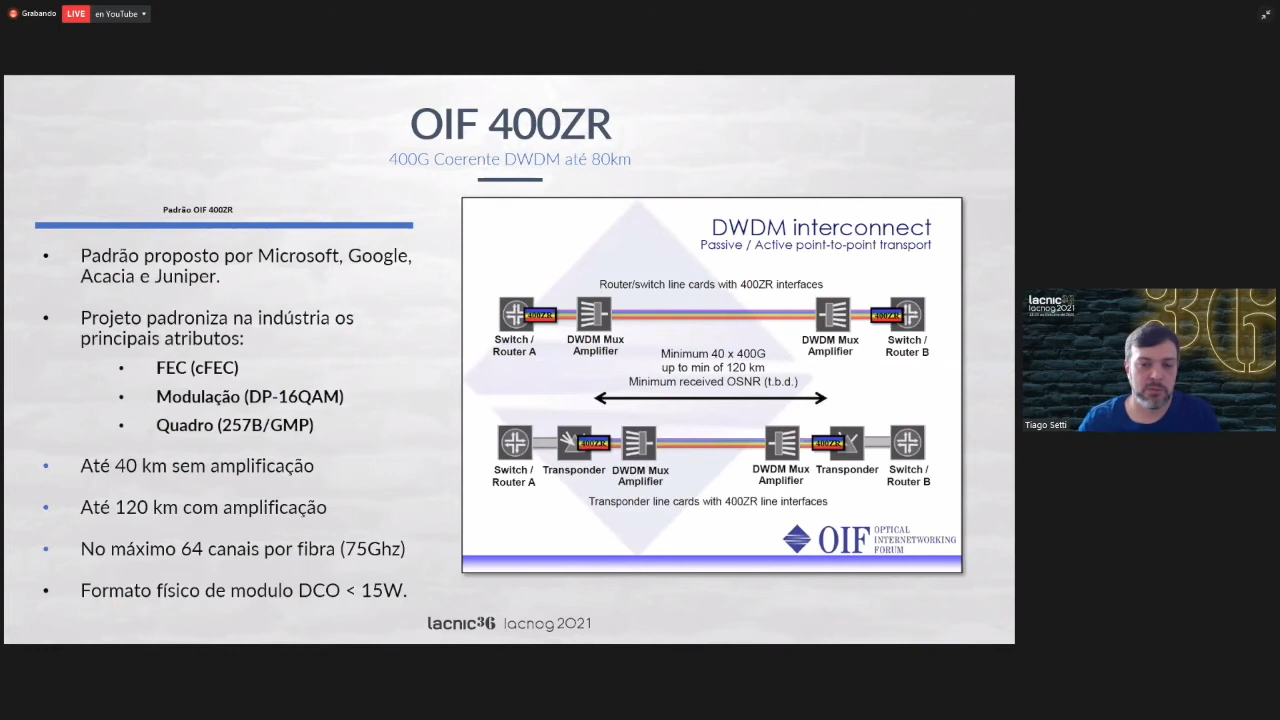 Grabando
LIVE
en YouTube
OIF 400ZR
400G Coerente DWDM até 80km
Padrão OIF 400ZR
• Padrão proposto por Microsoft, Google,
Acacia e Juniper.
• Projeto padroniza na indústria
principais atributos:
• FEC (cFEC)
• Modulação (DP-16QAM)
• Quadro (257B/GMP)
• Até 40 km sem amplificação
• Até 120 km com amplificação
• No máximo 64 canais por fibra (75Ghz)
• Formato físico de modulo DCO < 15W.
DWDM interconnect
Passive / Active point-to-point transport
Router/switch line cards with 400ZR interfaces
400ZR
400ZR
Switch /
Router A
DWDM Mux
Amplifier
DWDM Mux
Amplifier
Switch /
Router B
Minimum 40 x 400G
up to min of 120 km
Minimum received OSNR (t.b.d.)
400ZR
400ZR
Switch /
Router A
Transponder
DWDM Mux
Amplifier
DWDM Mux
Amplifier
Transponder
Switch /
Router B
Transponder line cards with 400ZR line interfaces
OIF
OPTICAL
INTERNETWORKING
FORUM
lacnic36 lacnog2021
lacnic36
lacnog2021
36
Tiago Setti